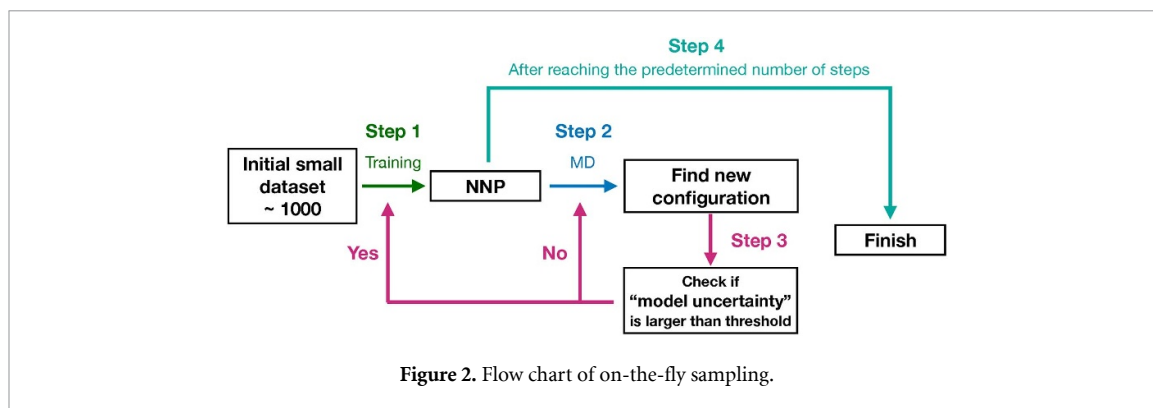 Step 4
After reaching the predetermined number of steps
Step 1
Training
Step 2
MD
Initial small
dataset
~ 1000
NNP
Find new
configuration
Step 3
Finish
Yes
No
Check if
“model uncertainty”
is larger than threshold
Figure 2. Flow chart of on-the-fly sampling.